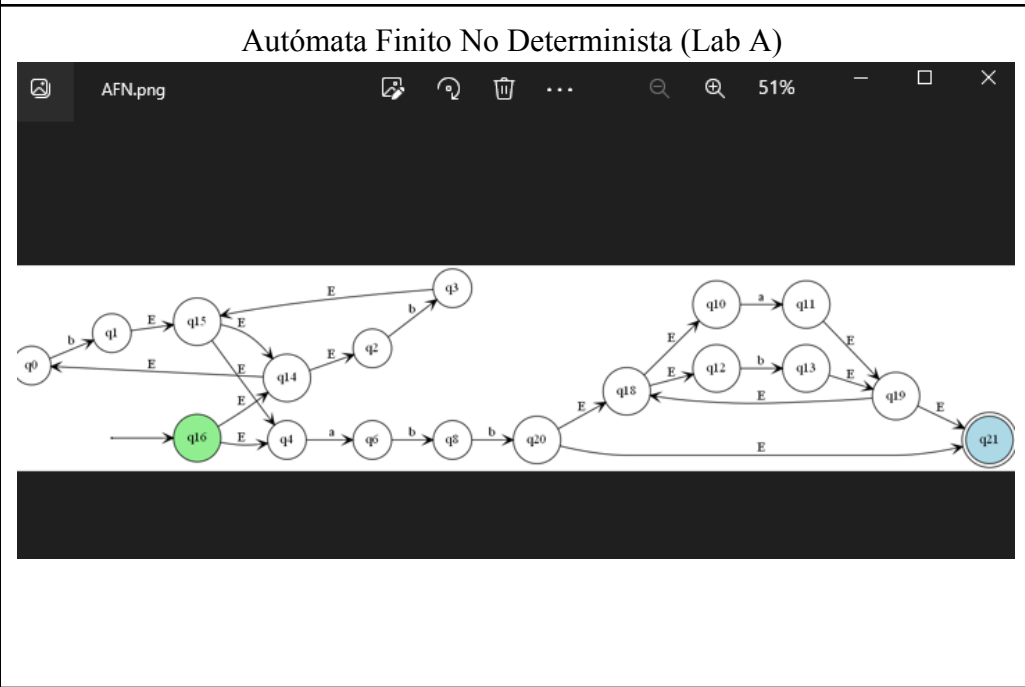 Autómata Finito No Determinista (Lab A)
AFN.png
51%
q3
E
q10
a
q11
q15
b
E
E
q1
E
E
b
q2
E
q12
b
q13
q0
E
E
E
E
q14
q18
E
q19
E
E
E
q16
E
q4
a
q6
b
q8
b
q20
E
q21